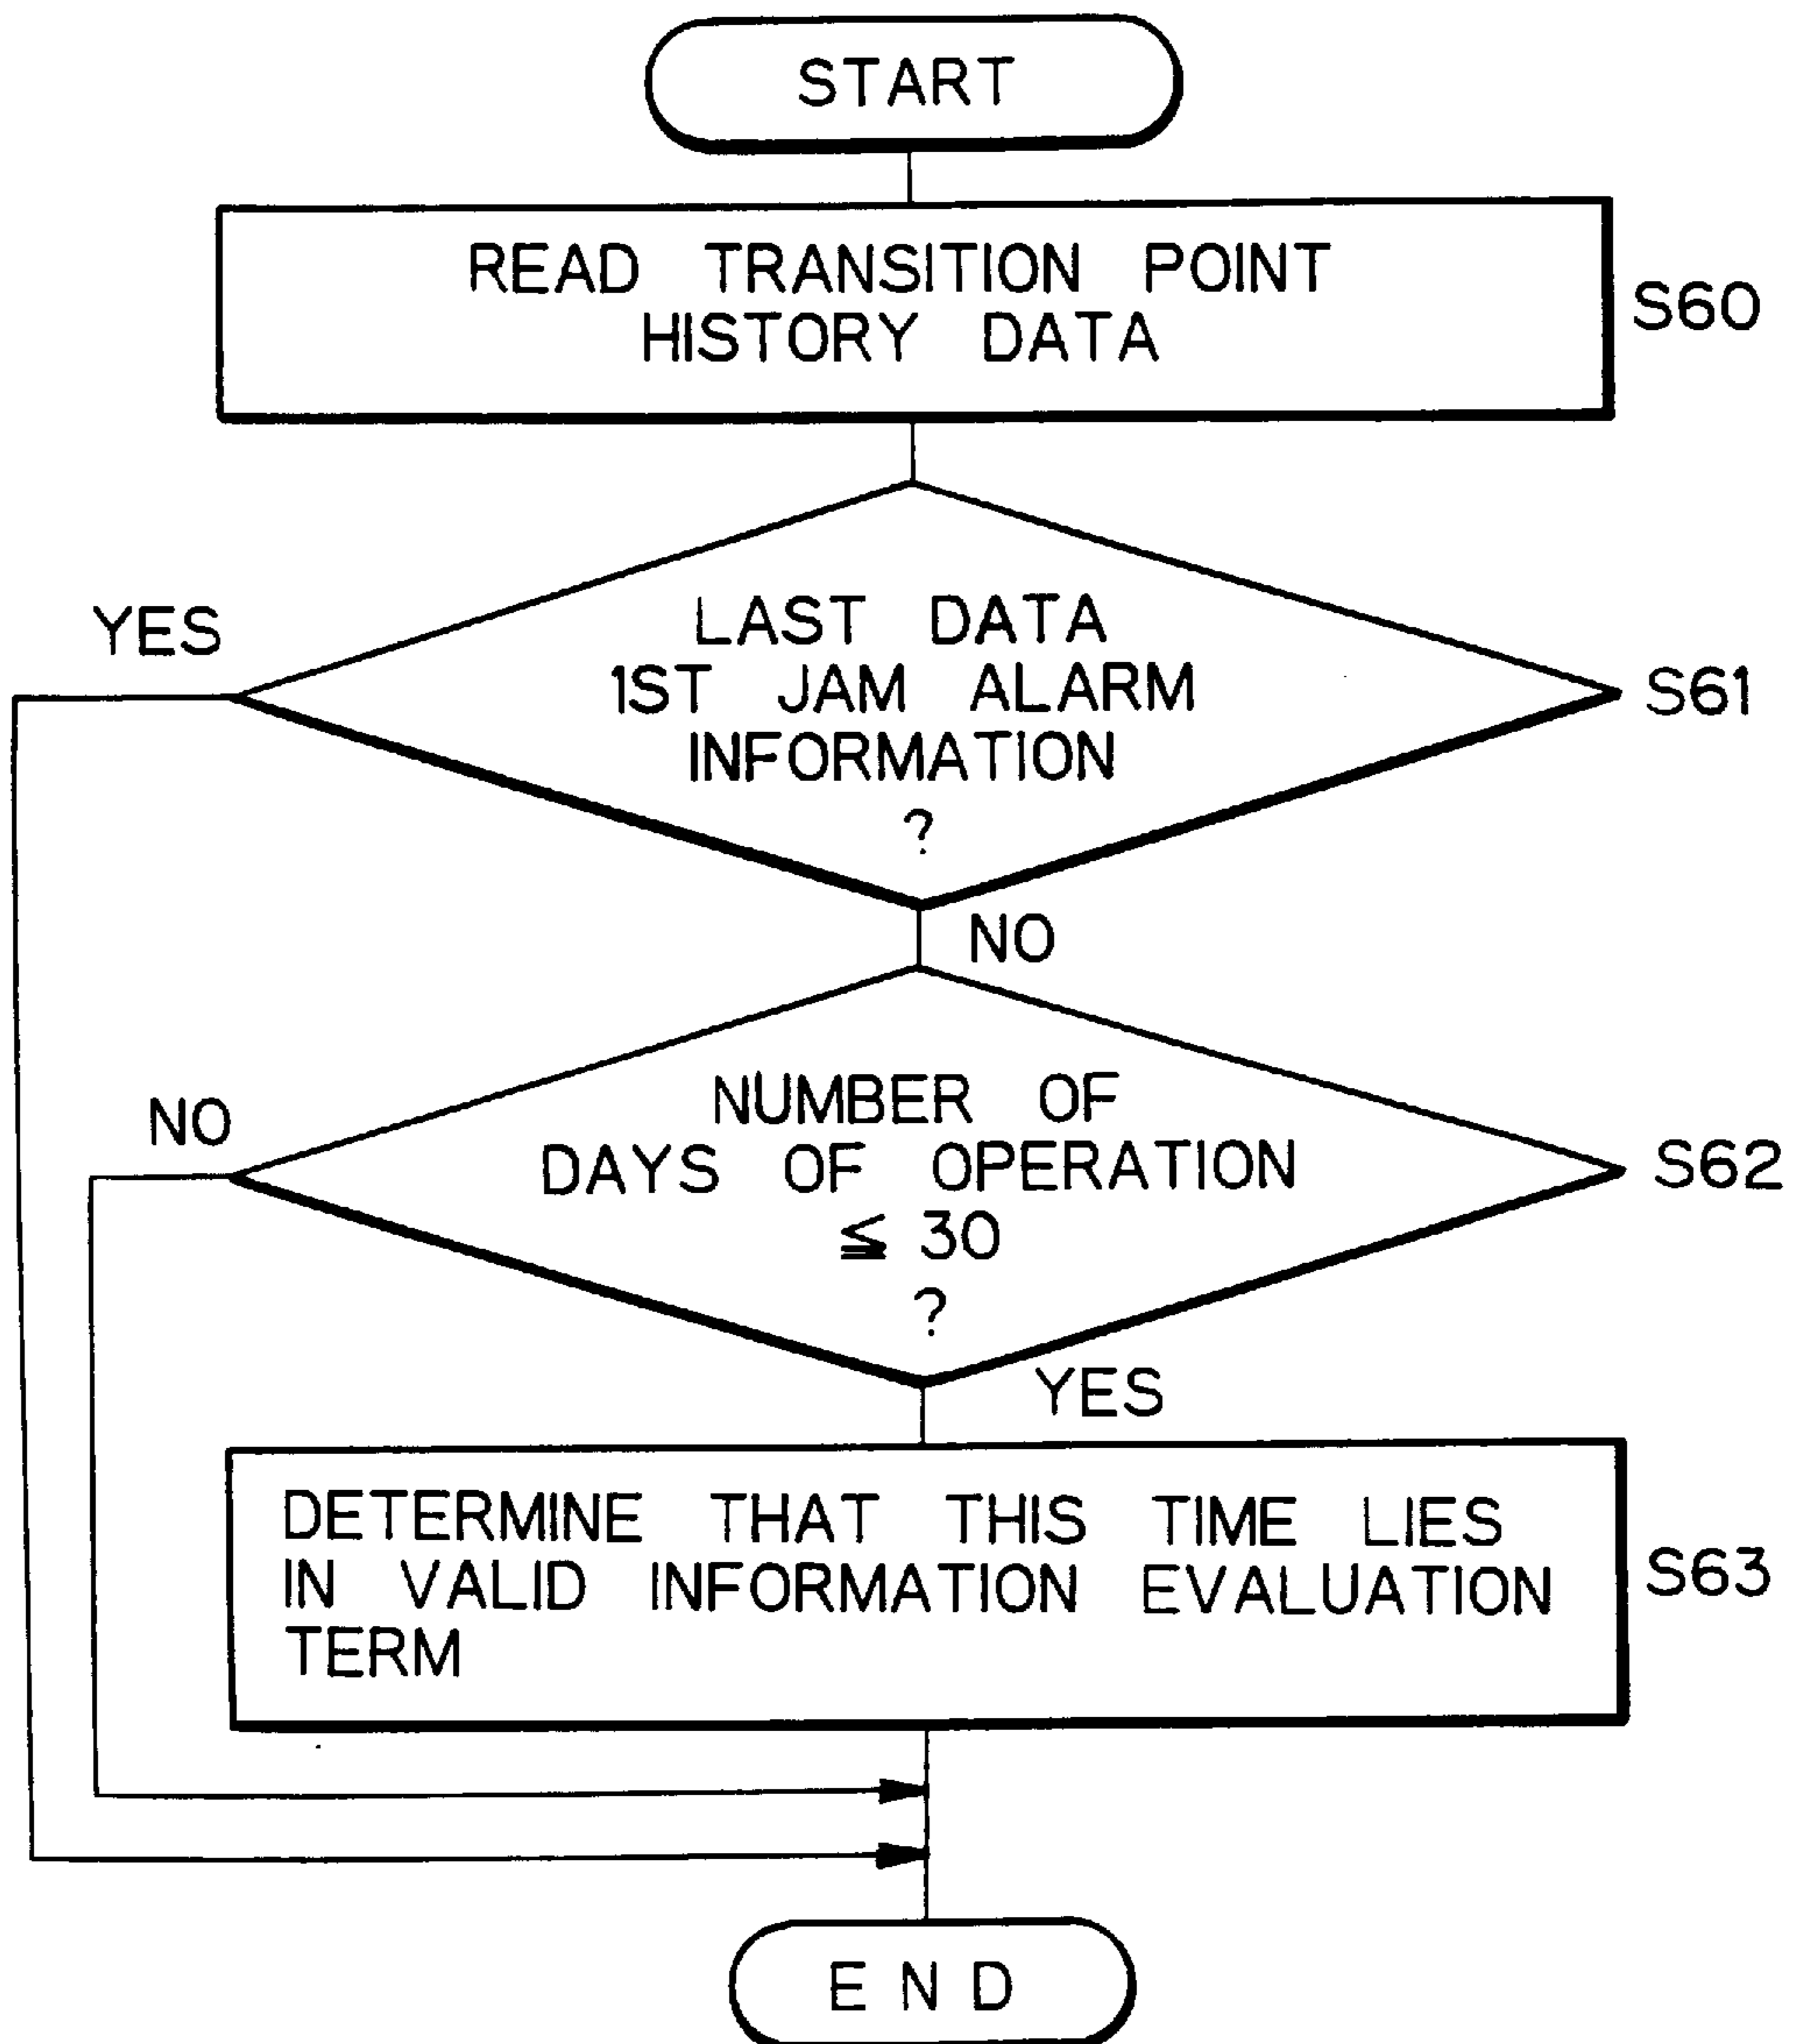 START
READ TRANSITION POINT
HISTORY DATA
S60
YES
LAST DATA
1ST JAM ALARM
INFORMATION
?
S61
NO
NO
NUMBER OF
DAYS OF OPERATION
≦ 30
?
S62
YES
DETERMINE THAT THIS TIME LIES
IN VALID INFORMATION EVALUATION
TERM
S63
END